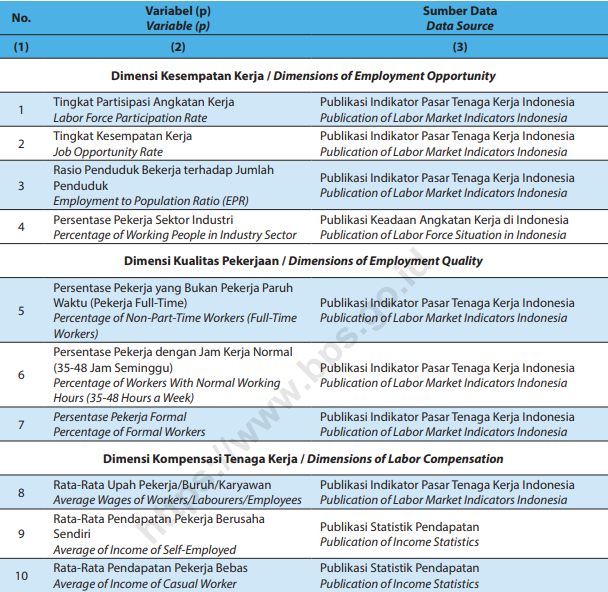 No.
Variabel (p)
Variable (p)
Sumber Data
Data Source
(1)
(2)
(3)
Dimensi Kesempatan Kerja / Dimensions of Employment Opportunity
1
Tingkat Partisipasi Angkatan Kerja
Labor Force Participation Rate
Publikasi Indikator Pasar Tenaga Kerja Indonesia
Publication of Labor Market Indicators Indonesia
2
Tingkat Kesempatan Kerja
Job Opportunity Rate
Publikasi Indikator Pasar Tenaga Kerja Indonesia
Publication of Labor Market Indicators Indonesia
3
Rasio Penduduk Bekerja terhadap Jumlah
Penduduk
Employment to Population Ratio (EPR)
Publikasi Indikator Pasar Tenaga Kerja Indonesia
Publication of Labor Market Indicators Indonesia
4
Persentase Pekerja Sektor Industri
Percentage of Working People in Industry Sector
Publikasi Keadaan Angkatan Kerja di Indonesia
Publication of Labor Force Situation in Indonesia
Dimensi Kualitas Pekerjaan / Dimensions of Employment Quality
5
Persentase Pekerja yang Bukan Pekerja Paruh
Waktu (Pekerja Full-Time)
Percentage of Non-Part-Time Workers (Full-Time
Workers)
Publikasi Indikator Pasar Tenaga Kerja Indonesia
Publication of Labor Market Indicators Indonesia
6
Persentase Pekerja dengan Jam Kerja Normal
(35-48 Jam Seminggu)
Percentage of Workers With Normal Working
Hours (35-48 Hours a Week)
Publikasi Indikator Pasar Tenaga Kerja Indonesia
Publication of Labor Market Indicators Indonesia
7
Persentase Pekerja Formal
Percentage of Formal Workers
Publikasi Indikator Pasar Tenaga Kerja Indonesia
Publication of Labor Market Indicators Indonesia
Dimensi Kompensasi Tenaga Kerja / Dimensions of Labor Compensation
8
Rata-Rata Upah Pekerja/Buruh/Karyawan
Average Wages of Workers/Labourers/Employees
Publikasi Indikator Pasar Tenaga Kerja Indonesia
Publication of Labor Market Indicators Indonesia
9
Rata-Rata Pendapatan Pekerja Berusaha
Sendiri
Average of Income of Self-Employed
Publikasi Statistik Pendapatan
Publication of Income Statistics
10
Rata-Rata Pendapatan Pekerja Bebas
Average of Income of Casual Worker
Publikasi Statistik Pendapatan
Publication of Income Statistics
https://www.bps.go.id